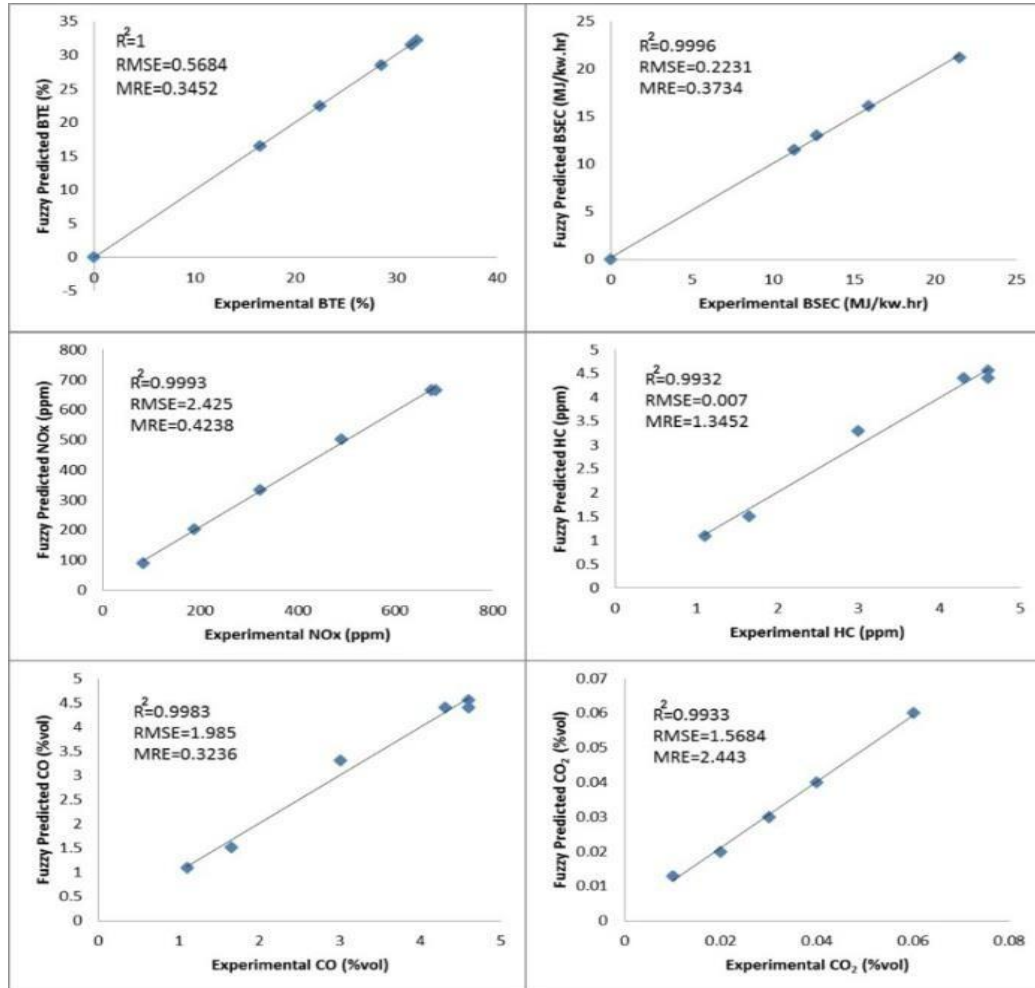 R²=1
RMSE=0.5684
MRE=0.3452
Fuzzy Predicted BTE (%)
35
30
25
20
15
10
5
0
-5
0 10 20 30 40
Experimental BTE (%)
R²=0.9996
RMSE=0.2231
MRE=0.3734
Fuzzy Predicted BSEC (MJ/kw.hr)
25
20
15
10
5
0
0 5 10 15 20 25
Experimental BSEC (MJ/kw.hr)
R²=0.9993
RMSE=2.425
MRE=0.4238
Fuzzy Predicted NOx (ppm)
800
700
600
500
400
300
200
100
0
0 200 400 600 800
Experimental NOx (ppm)
R²=0.9932
RMSE=0.007
MRE=1.3452
Fuzzy Predicted HC (ppm)
5
4.5
4
3.5
3
2.5
2
1.5
1
0.5
0
0 1 2 3 4 5
Experimental HC (ppm)
R²=0.9983
RMSE=1.985
MRE=0.3236
Fuzzy Predicted CO (%vol)
5
4.5
4
3.5
3
2.5
2
1.5
1
0.5
0
0 1 2 3 4 5
Experimental CO (%vol)
R²=0.9933
RMSE=1.5684
MRE=2.443
Fuzzy Predicted CO₂ (%vol)
0.07
0.06
0.05
0.04
0.03
0.02
0.01
0
0 0.02 0.04 0.06 0.08
Experimental CO₂ (%vol)